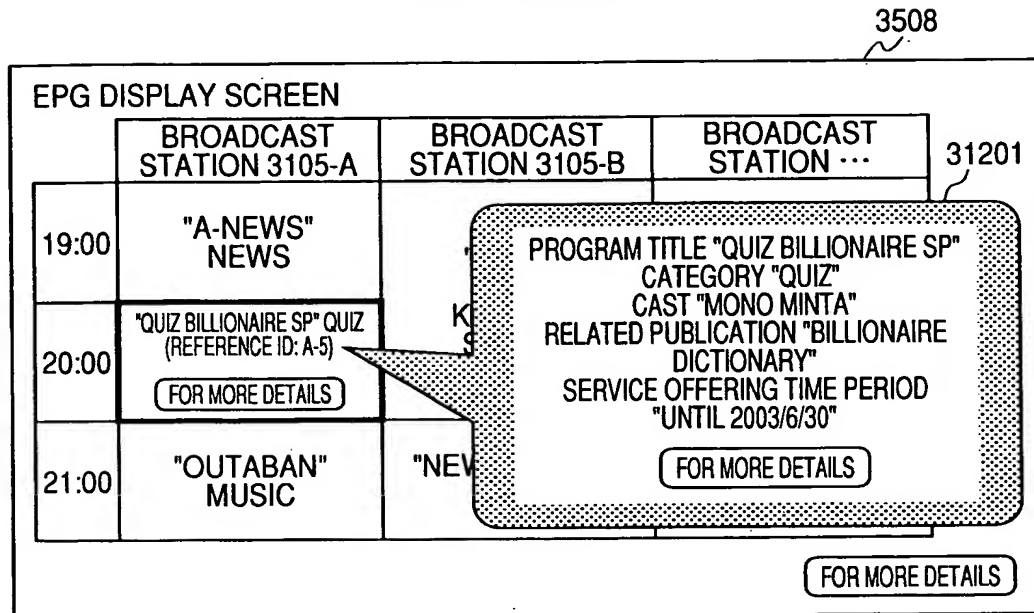 3508
EPG DISPLAY SCREEN
BROADCAST
STATION 3105-A
BROADCAST
STATION 3105-B
BROADCAST
STATION ...
31201
19:00
"A-NEWS"
NEWS
20:00
"QUIZ BILLIONAIRE SP" QUIZ
(REFERENCE ID: A-5)
FOR MORE DETAILS
21:00
"OUTABAN"
MUSIC
PROGRAM TITLE "QUIZ BILLIONAIRE SP"
CATEGORY "QUIZ"
CAST "MONO MINTA"
RELATED PUBLICATION "BILLIONAIRE
DICTIONARY"
SERVICE OFFERING TIME PERIOD
"UNTIL 2003/6/30"
FOR MORE DETAILS
FOR MORE DETAILS